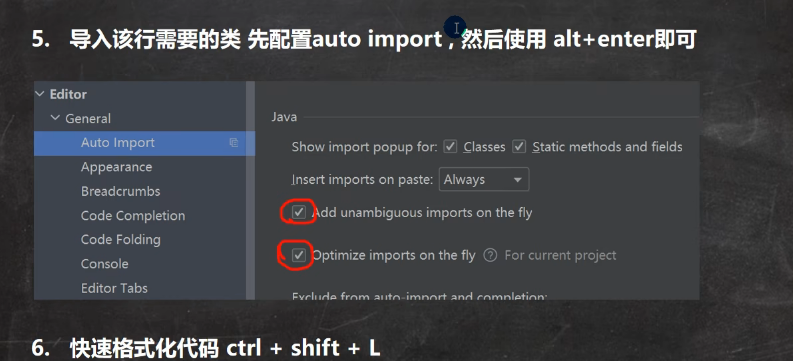 5. 导入该行需要的类 先配置auto import , 然后使用 alt+enter即可
Editor
General
Auto Import
Appearance
Breadcrumbs
Code Completion
Code Folding
Console
Editor Tabs
Java
Show import popup for: Classes Static methods and fields
Insert imports on paste: Always
Add unambiguous imports on the fly
Optimize imports on the fly ? For current project
Exclude from auto-import and completion:
6. 快速格式化代码 ctrl + shift + L